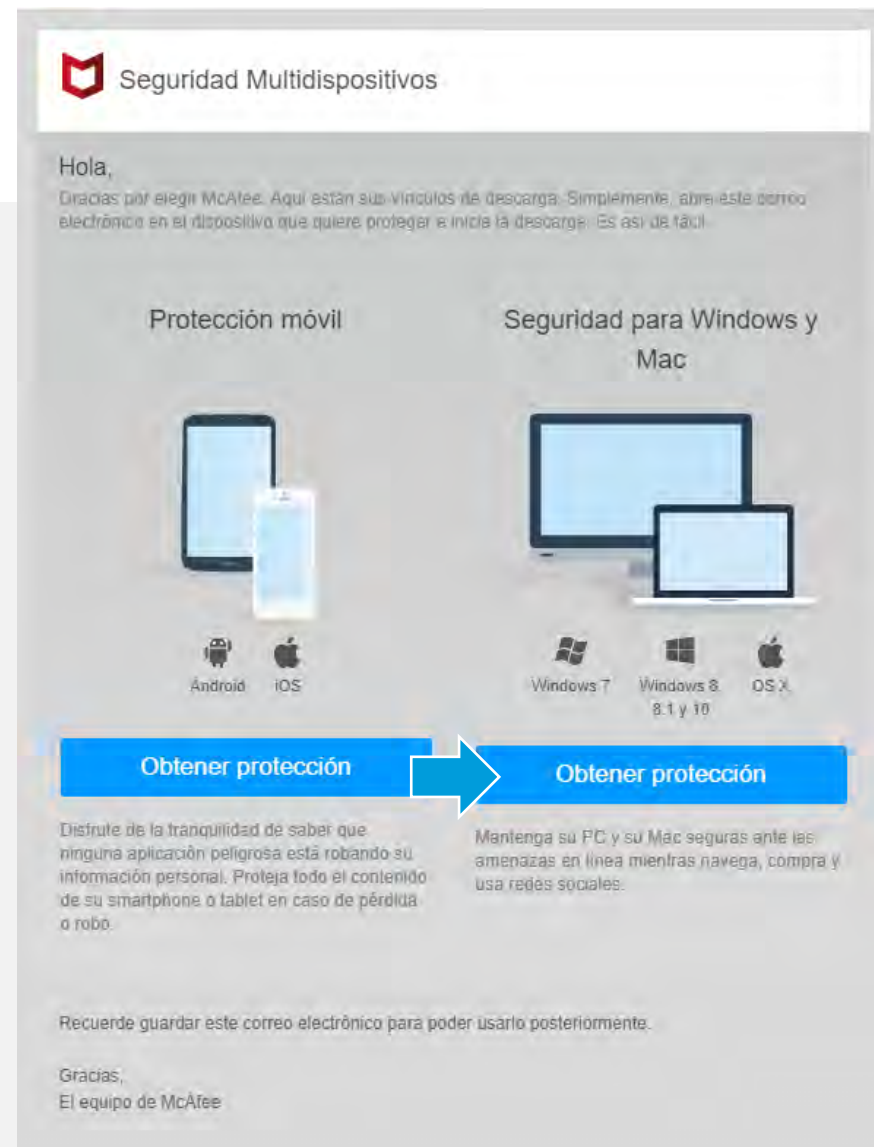 Seguridad Multidispositivos
Hola,
Gracias por elegir McAfee. Aquí están sus vínculos de descarga. Simplemente, abre este correo
electrónico en el dispositivo que quiere proteger e inicie la descarga. Es así de fácil.
Protección móvil
Android
iOS
Obtener protección
Disfrute de la tranquilidad de saber que
ninguna aplicación peligrosa está robando su
información personal. Proteja todo el contenido
de su smartphone o tablet en caso de pérdida
o robo.
Seguridad para Windows y
Mac
Windows 7
Windows 8
8.1 y 10
OS X
Obtener protección
Mantenga su PC y su Mac seguras ante las
amenazas en línea mientras navega, compra y
usa redes sociales.
Recuerde guardar este correo electrónico para poder usarlo posteriormente.
Gracias,
El equipo de McAfee